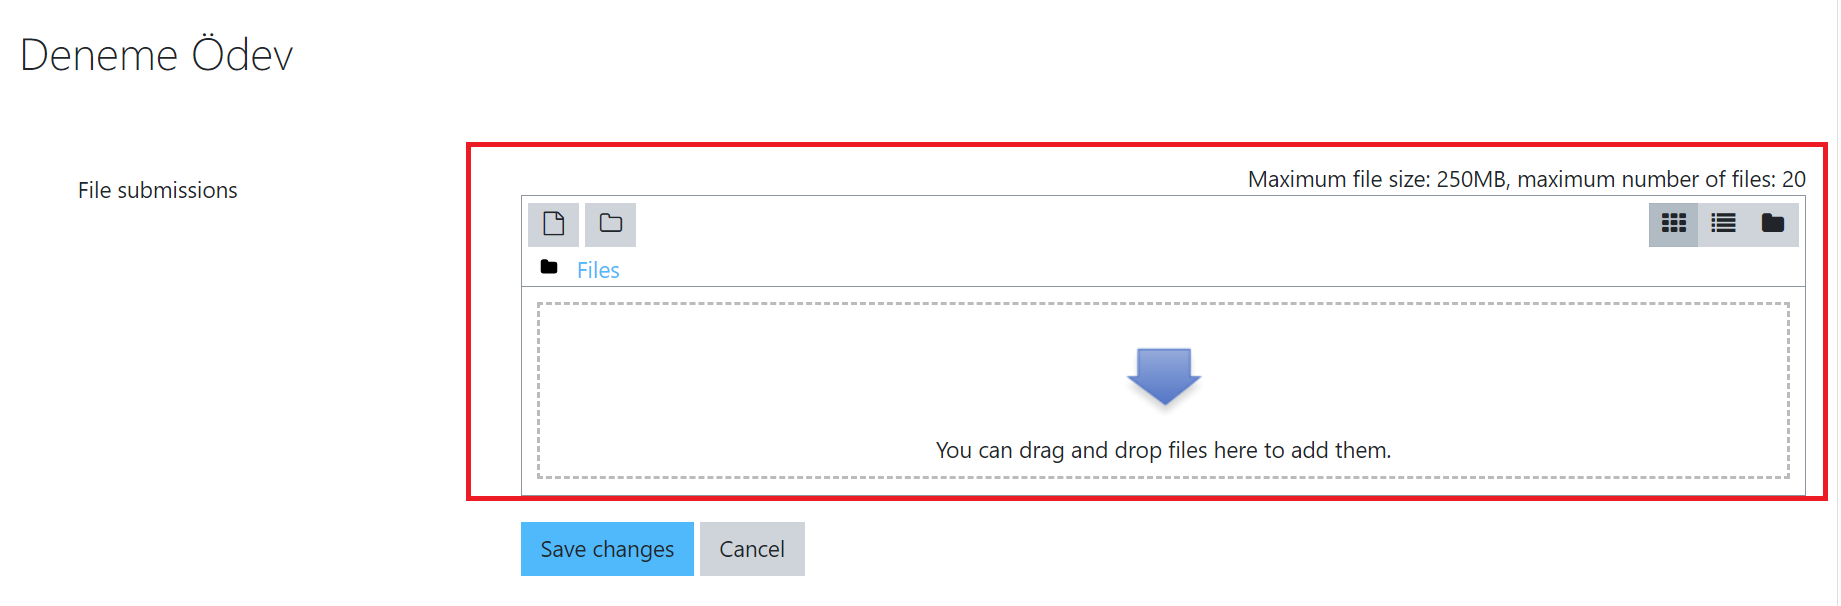 Deneme Ödev
File submissions
Maximum file size: 250MB, maximum number of files: 20
Files
You can drag and drop files here to add them.
Save changes
Cancel